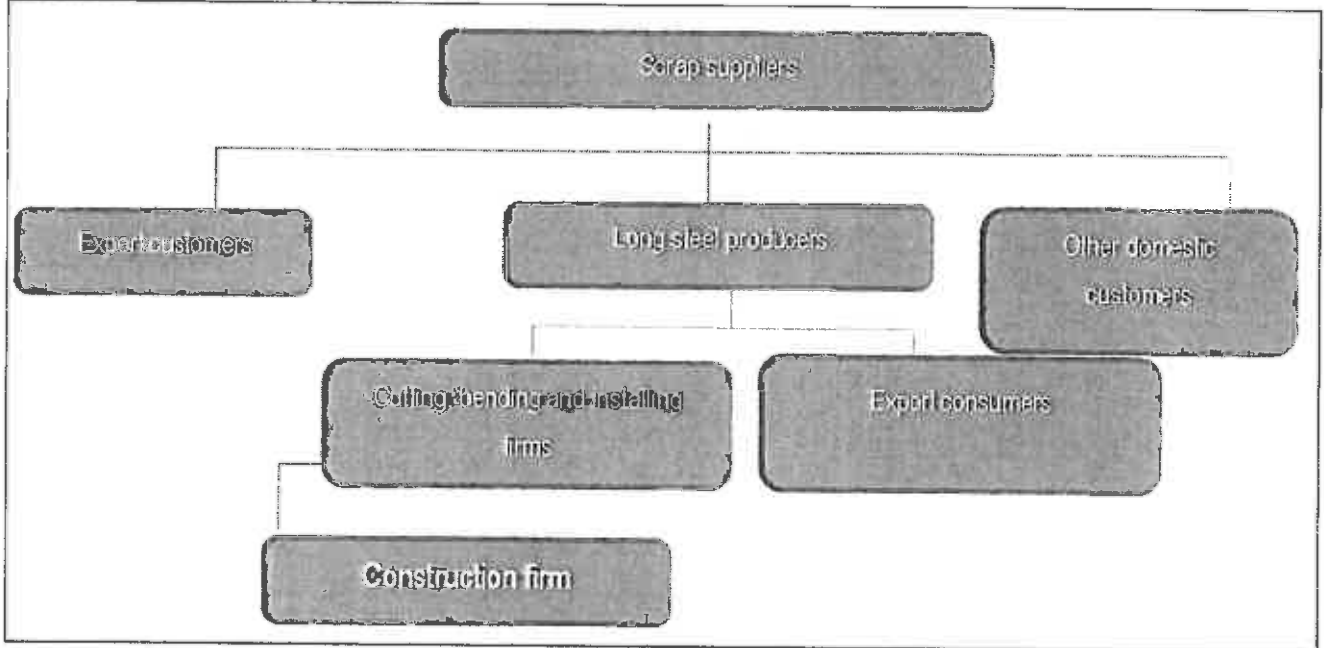 Scrap suppliers
Export customers
Long steel producers
Other domestic
customers
Cutting, bending and installing
firms
Export consumers
Construction firm